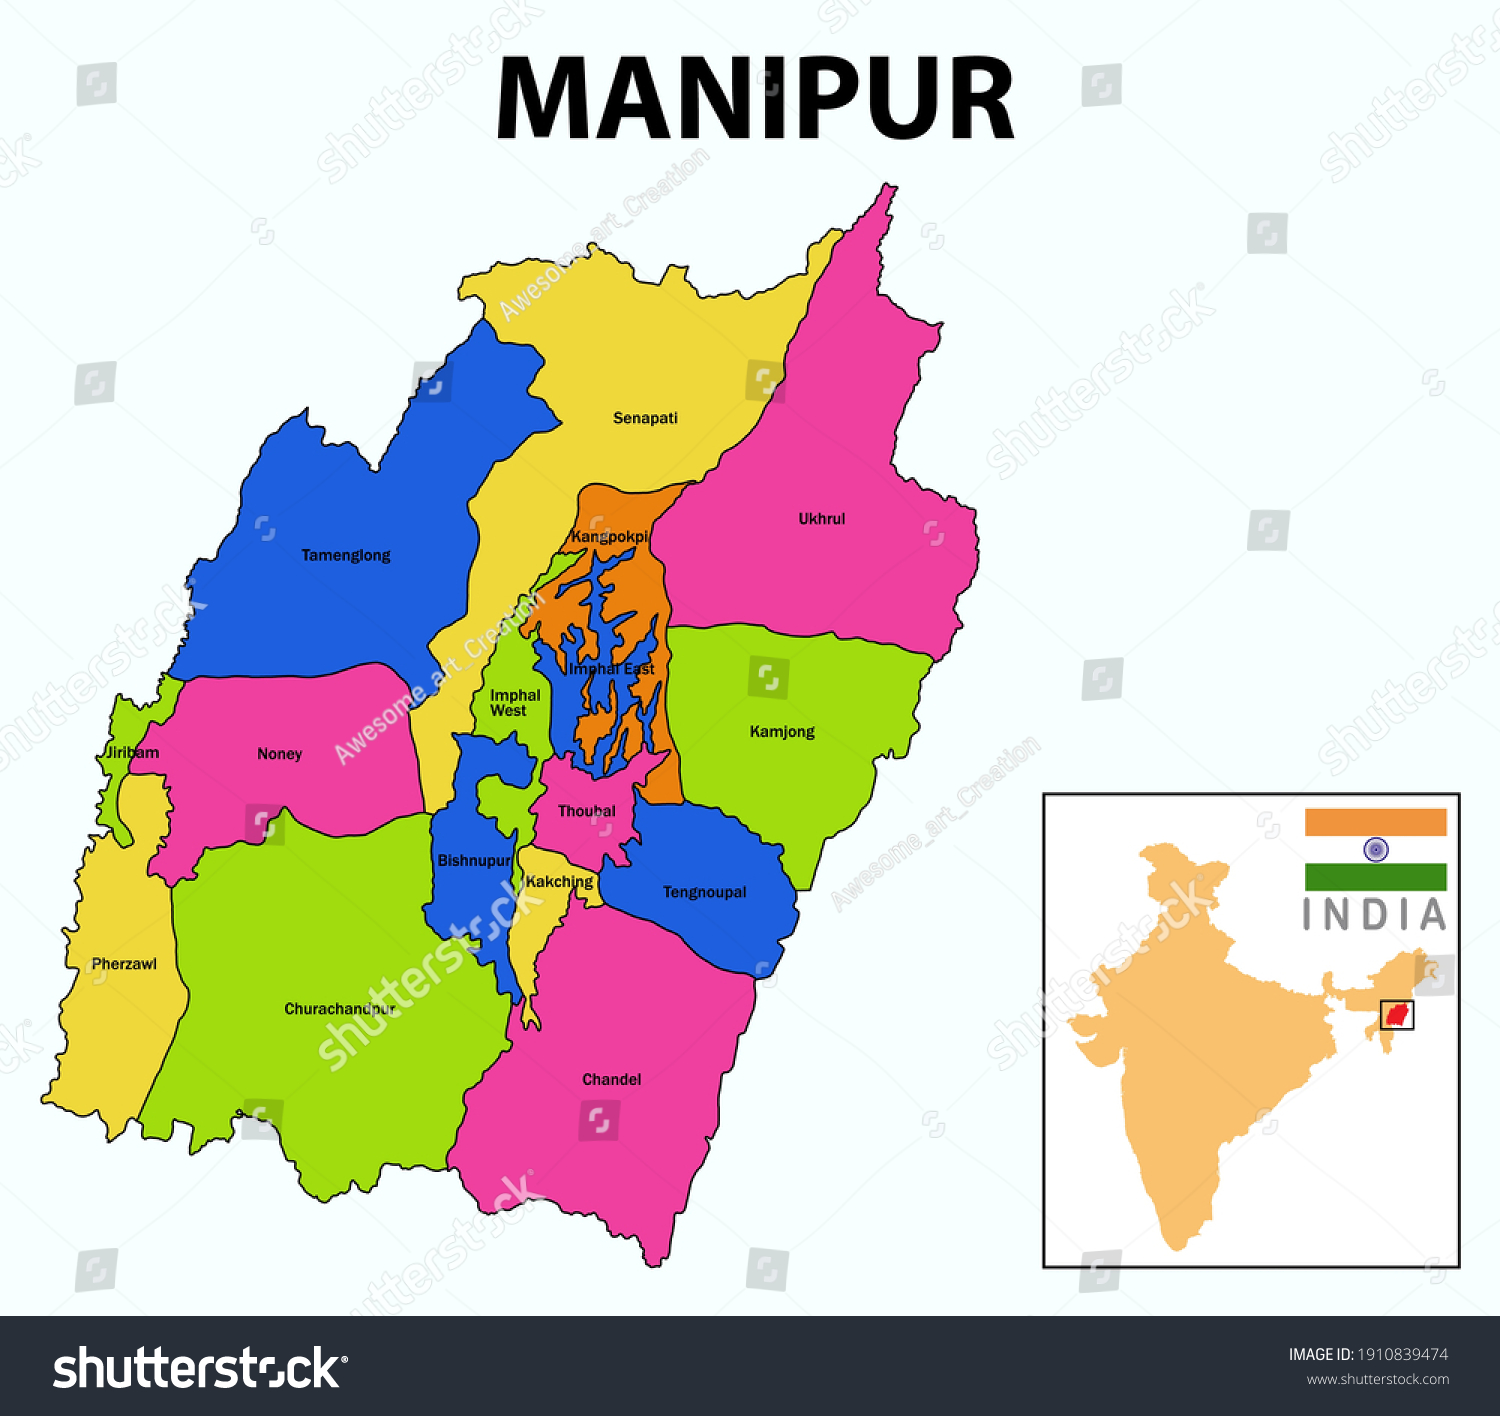 MANIPUR
Senapati
Ukhrul
Kangpokpi
Tamenglong
Imphal East
Imphal
West
Kamjong
Jiribam
Noney
Thoubal
Bishnupur
Kakching
Tengnoupal
Pherzawl
Churachandpur
Chandel
INDIA
shutterstock
Awesome_art_Creation
shutterstock®
IMAGE ID: 1910839474
www.shutterstock.com